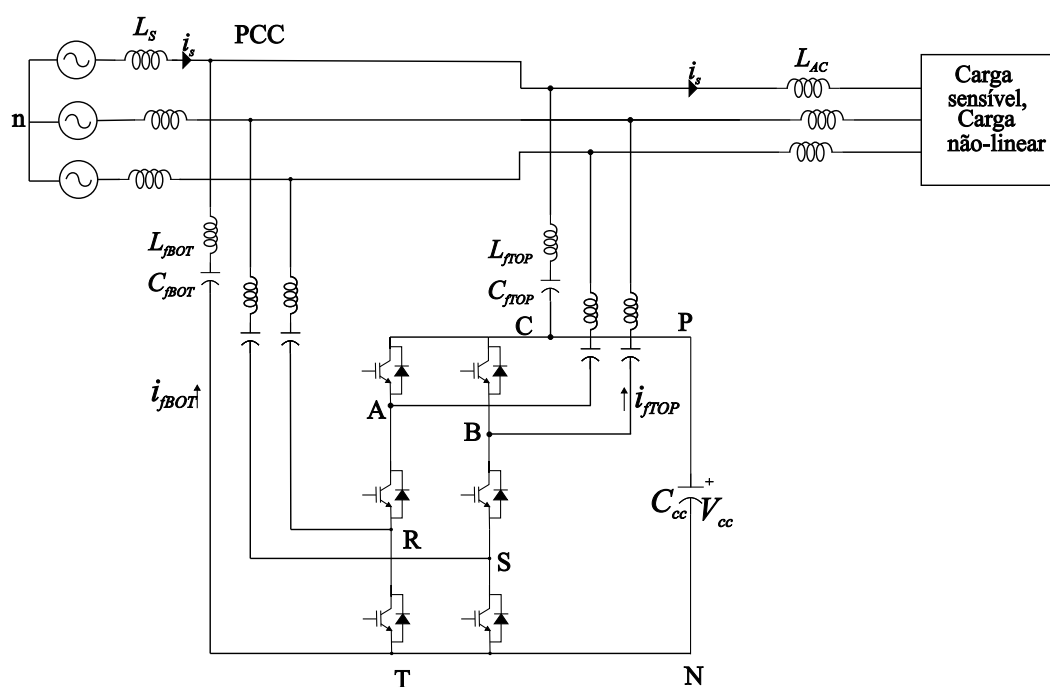 L_S
i_s
PCC
n
i_s
L_AC
Carga
sensível,
Carga
não-linear
L_fBOT
C_fBOT
L_fTOP
C_fTOP
C
P
i_fBOT
A
B
i_fTOP
C_cc
+
V_cc
R
S
T
N